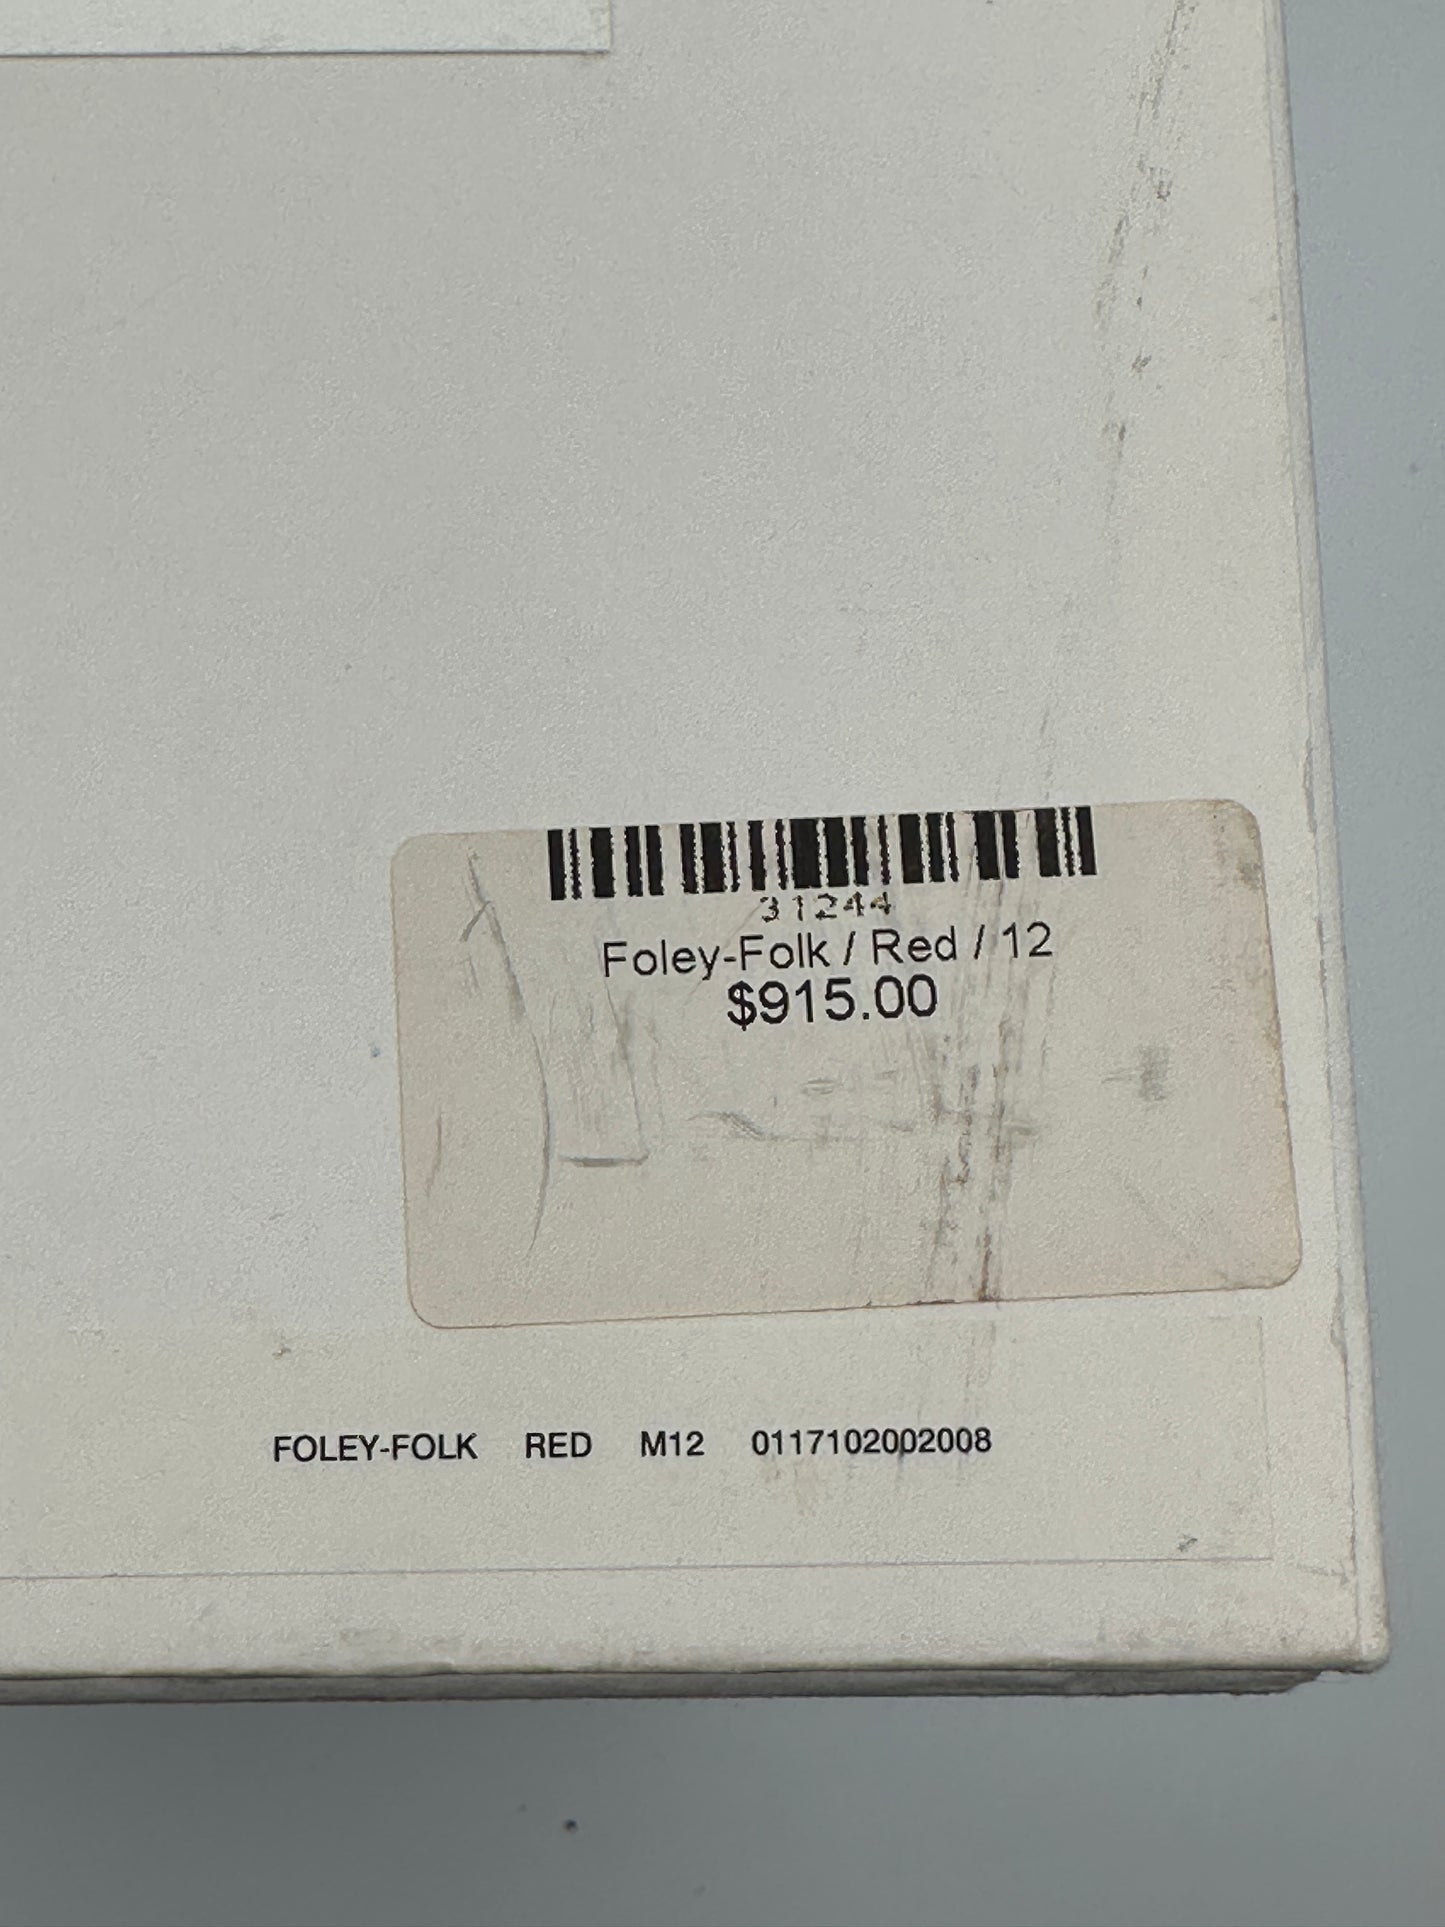 31244
Foley-Folk / Red / 12
$915.00
FOLEY-FOLK RED M12 0117102002008